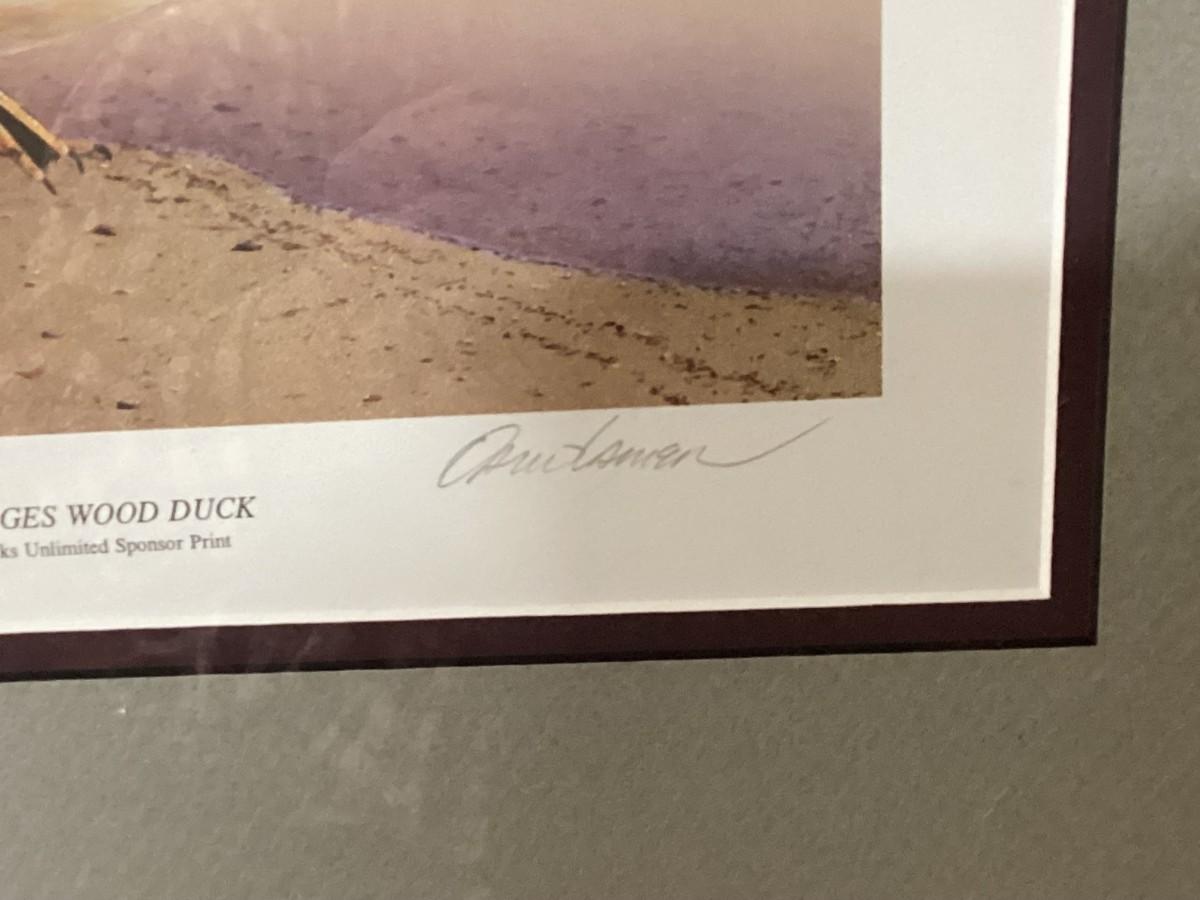 GES WOOD DUCK
ks Unlimited Sponsor Print